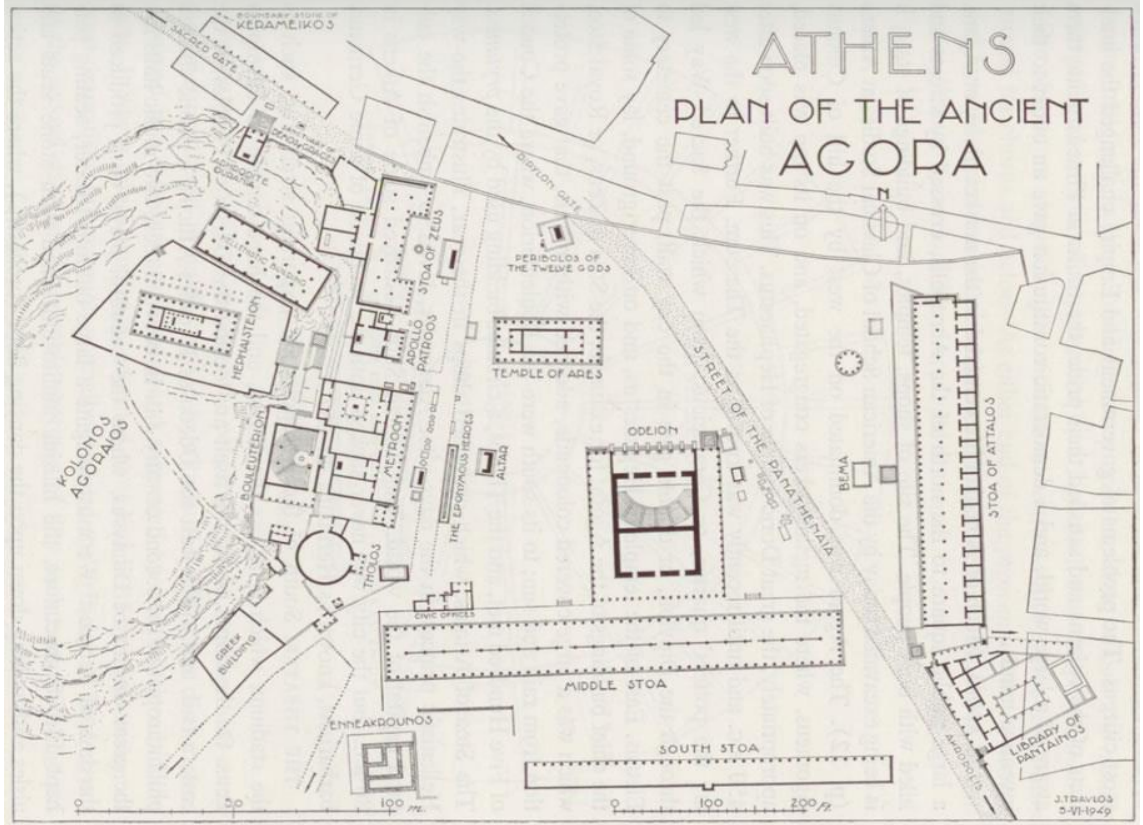 ATHENS
PLAN OF THE ANCIENT
AGORA
N
BOUNDARY STONE OF
KERAMEIKOS
SACRED GATE
SANCTUARY OF
DEMOS & GRACES
APHRODITE
OURANIA
DIPYLON GATE
PERIBOLOS OF
THE TWELVE GODS
HELLENISTIC BUILDING
HEPHAISTEION
STOA OF ZEUS
APOLLO
PATROOS
TEMPLE OF ARES
STREET OF THE PANATHENAIA
KOLONOS
AGORAIOS
BOULEUTERION
METROON
THE EPONYMOUS HEROES
ALTAR
ODEION
BEMA
STOA OF ATTALOS
THOLOS
CIVIC OFFICES
GREEK
BUILDING
MIDDLE STOA
ENNEAKROUNOS
SOUTH STOA
LIBRARY OF
PANTAINOS
AKROPOLIS
0 50 100 m.
0 100 200 Ft.
J. TRAVLOS
5-VI-1949